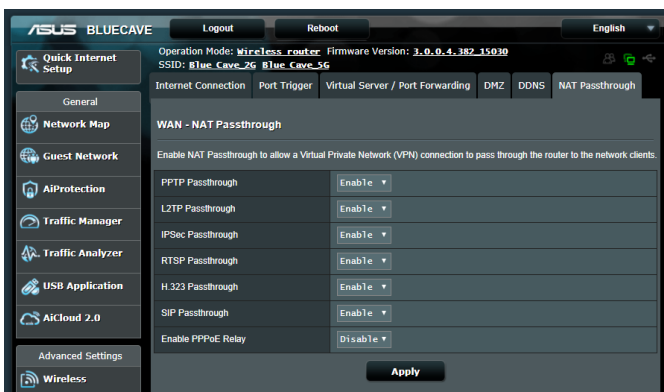 ASUS BLUECAVE
Logout
Reboot
English
Quick Internet
Setup
Operation Mode: Wireless router Firmware Version: 3.0.0.4.382_15030
SSID: Blue Cave_2G Blue Cave_5G
Internet Connection
Port Trigger
Virtual Server / Port Forwarding
DMZ
DDNS
NAT Passthrough
General
Network Map
Guest Network
AiProtection
Traffic Manager
Traffic Analyzer
USB Application
AiCloud 2.0
Advanced Settings
Wireless
WAN - NAT Passthrough
Enable NAT Passthrough to allow a Virtual Private Network (VPN) connection to pass through the router to the network clients.
PPTP Passthrough Enable
L2TP Passthrough Enable
IPSec Passthrough Enable
RTSP Passthrough Enable
H.323 Passthrough Enable
SIP Passthrough Enable
Enable PPPoE Relay Disable
Apply